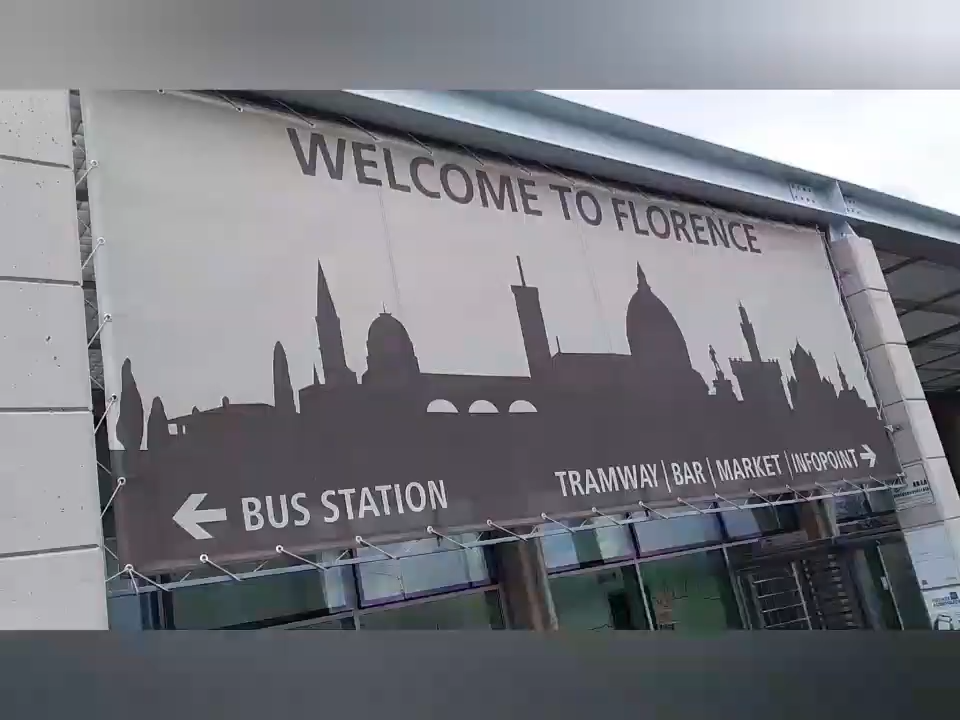 WELCOME TO FLORENCE
← BUS STATION
TRAMWAY | BAR | MARKET | INFOPOINT →